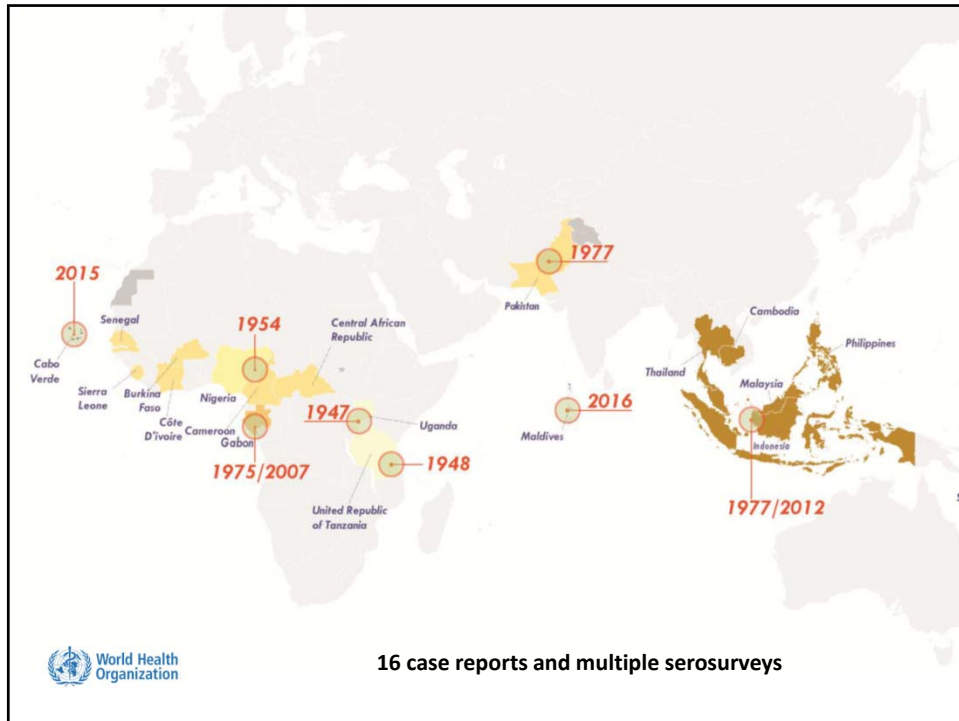 2015
Cabo
Verde
Senegal
Sierra
Leone
Burkina
Faso
Côte
D'ivoire
1954
Nigeria
Cameroon
Gabon
1975/2007
Central African
Republic
1947
Uganda
1948
United Republic
of Tanzania
1977
Pakistan
2016
Maldives
Cambodia
Thailand
Philippines
Malaysia
Indonesia
1977/2012
S
World Health
Organization
16 case reports and multiple serosurveys